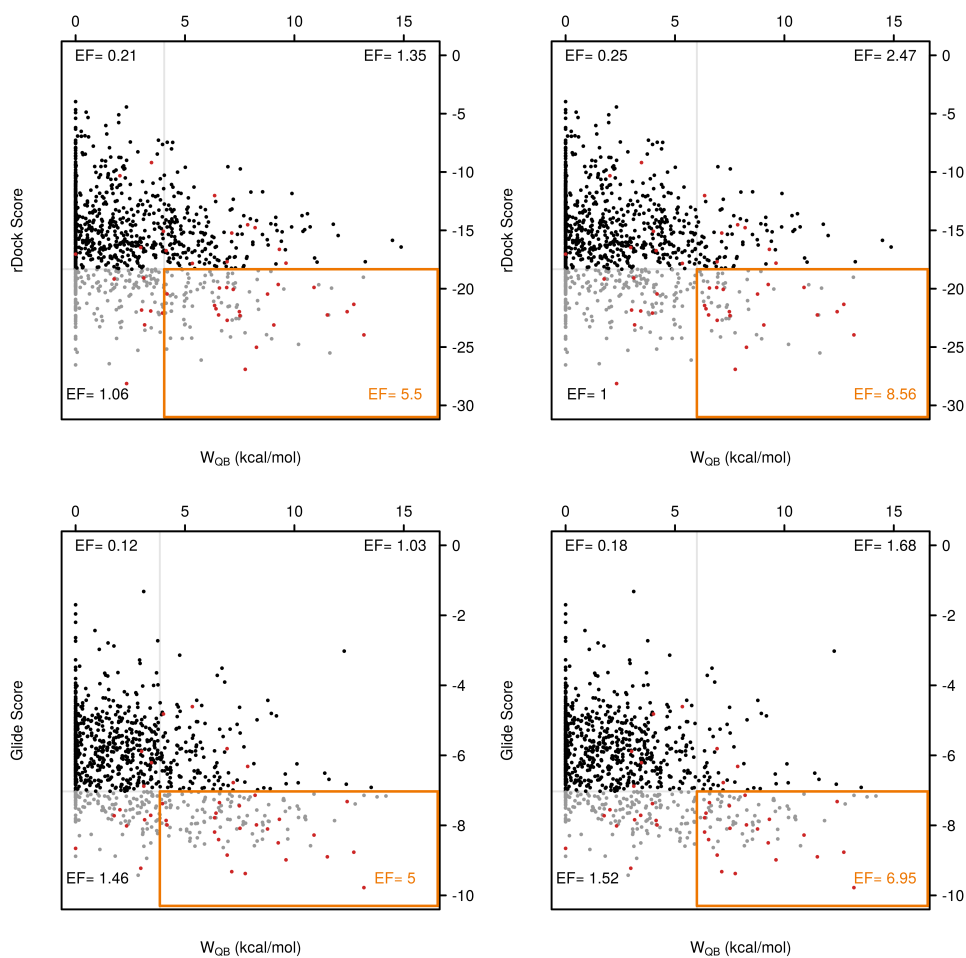 0 5 10 15
EF= 0.21 EF= 1.35
0
-5
-10
-15
-20
-25
-30
rDock Score
EF= 1.06 EF= 5.5
WQB (kcal/mol)
0 5 10 15
EF= 0.25 EF= 2.47
0
-5
-10
-15
-20
-25
-30
rDock Score
EF= 1 EF= 8.56
WQB (kcal/mol)
0 5 10 15
EF= 0.12 EF= 1.03
0
-2
-4
-6
-8
-10
Glide Score
EF= 1.46 EF= 5
WQB (kcal/mol)
0 5 10 15
EF= 0.18 EF= 1.68
0
-2
-4
-6
-8
-10
Glide Score
EF= 1.52 EF= 6.95
WQB (kcal/mol)